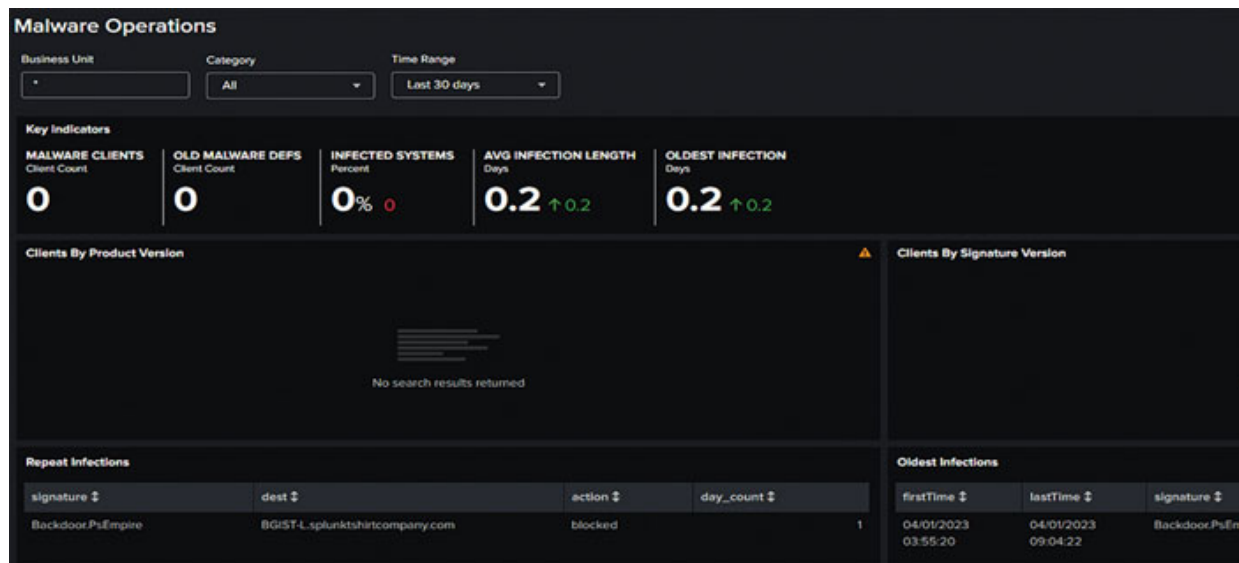 Malware Operations
Business Unit Category Time Range
* All Last 30 days
Key Indicators
MALWARE CLIENTS OLD MALWARE DEFS INFECTED SYSTEMS AVG INFECTION LENGTH OLDEST INFECTION
Client Count Client Count Percent Days Days
0 0 0% 0 0.2 ↑ 0.2 0.2 ↑ 0.2
Clients By Product Version Clients By Signature Version
No search results returned
Repeat Infections Oldest Infections
signature dest action day_count firstTime lastTime signature
Backdoor.PsEmpire BGIST-L.splunktshirtcompany.com blocked 1 04/01/2023 04/01/2023 Backdoor.PsEm
03:55:20 09:04:22